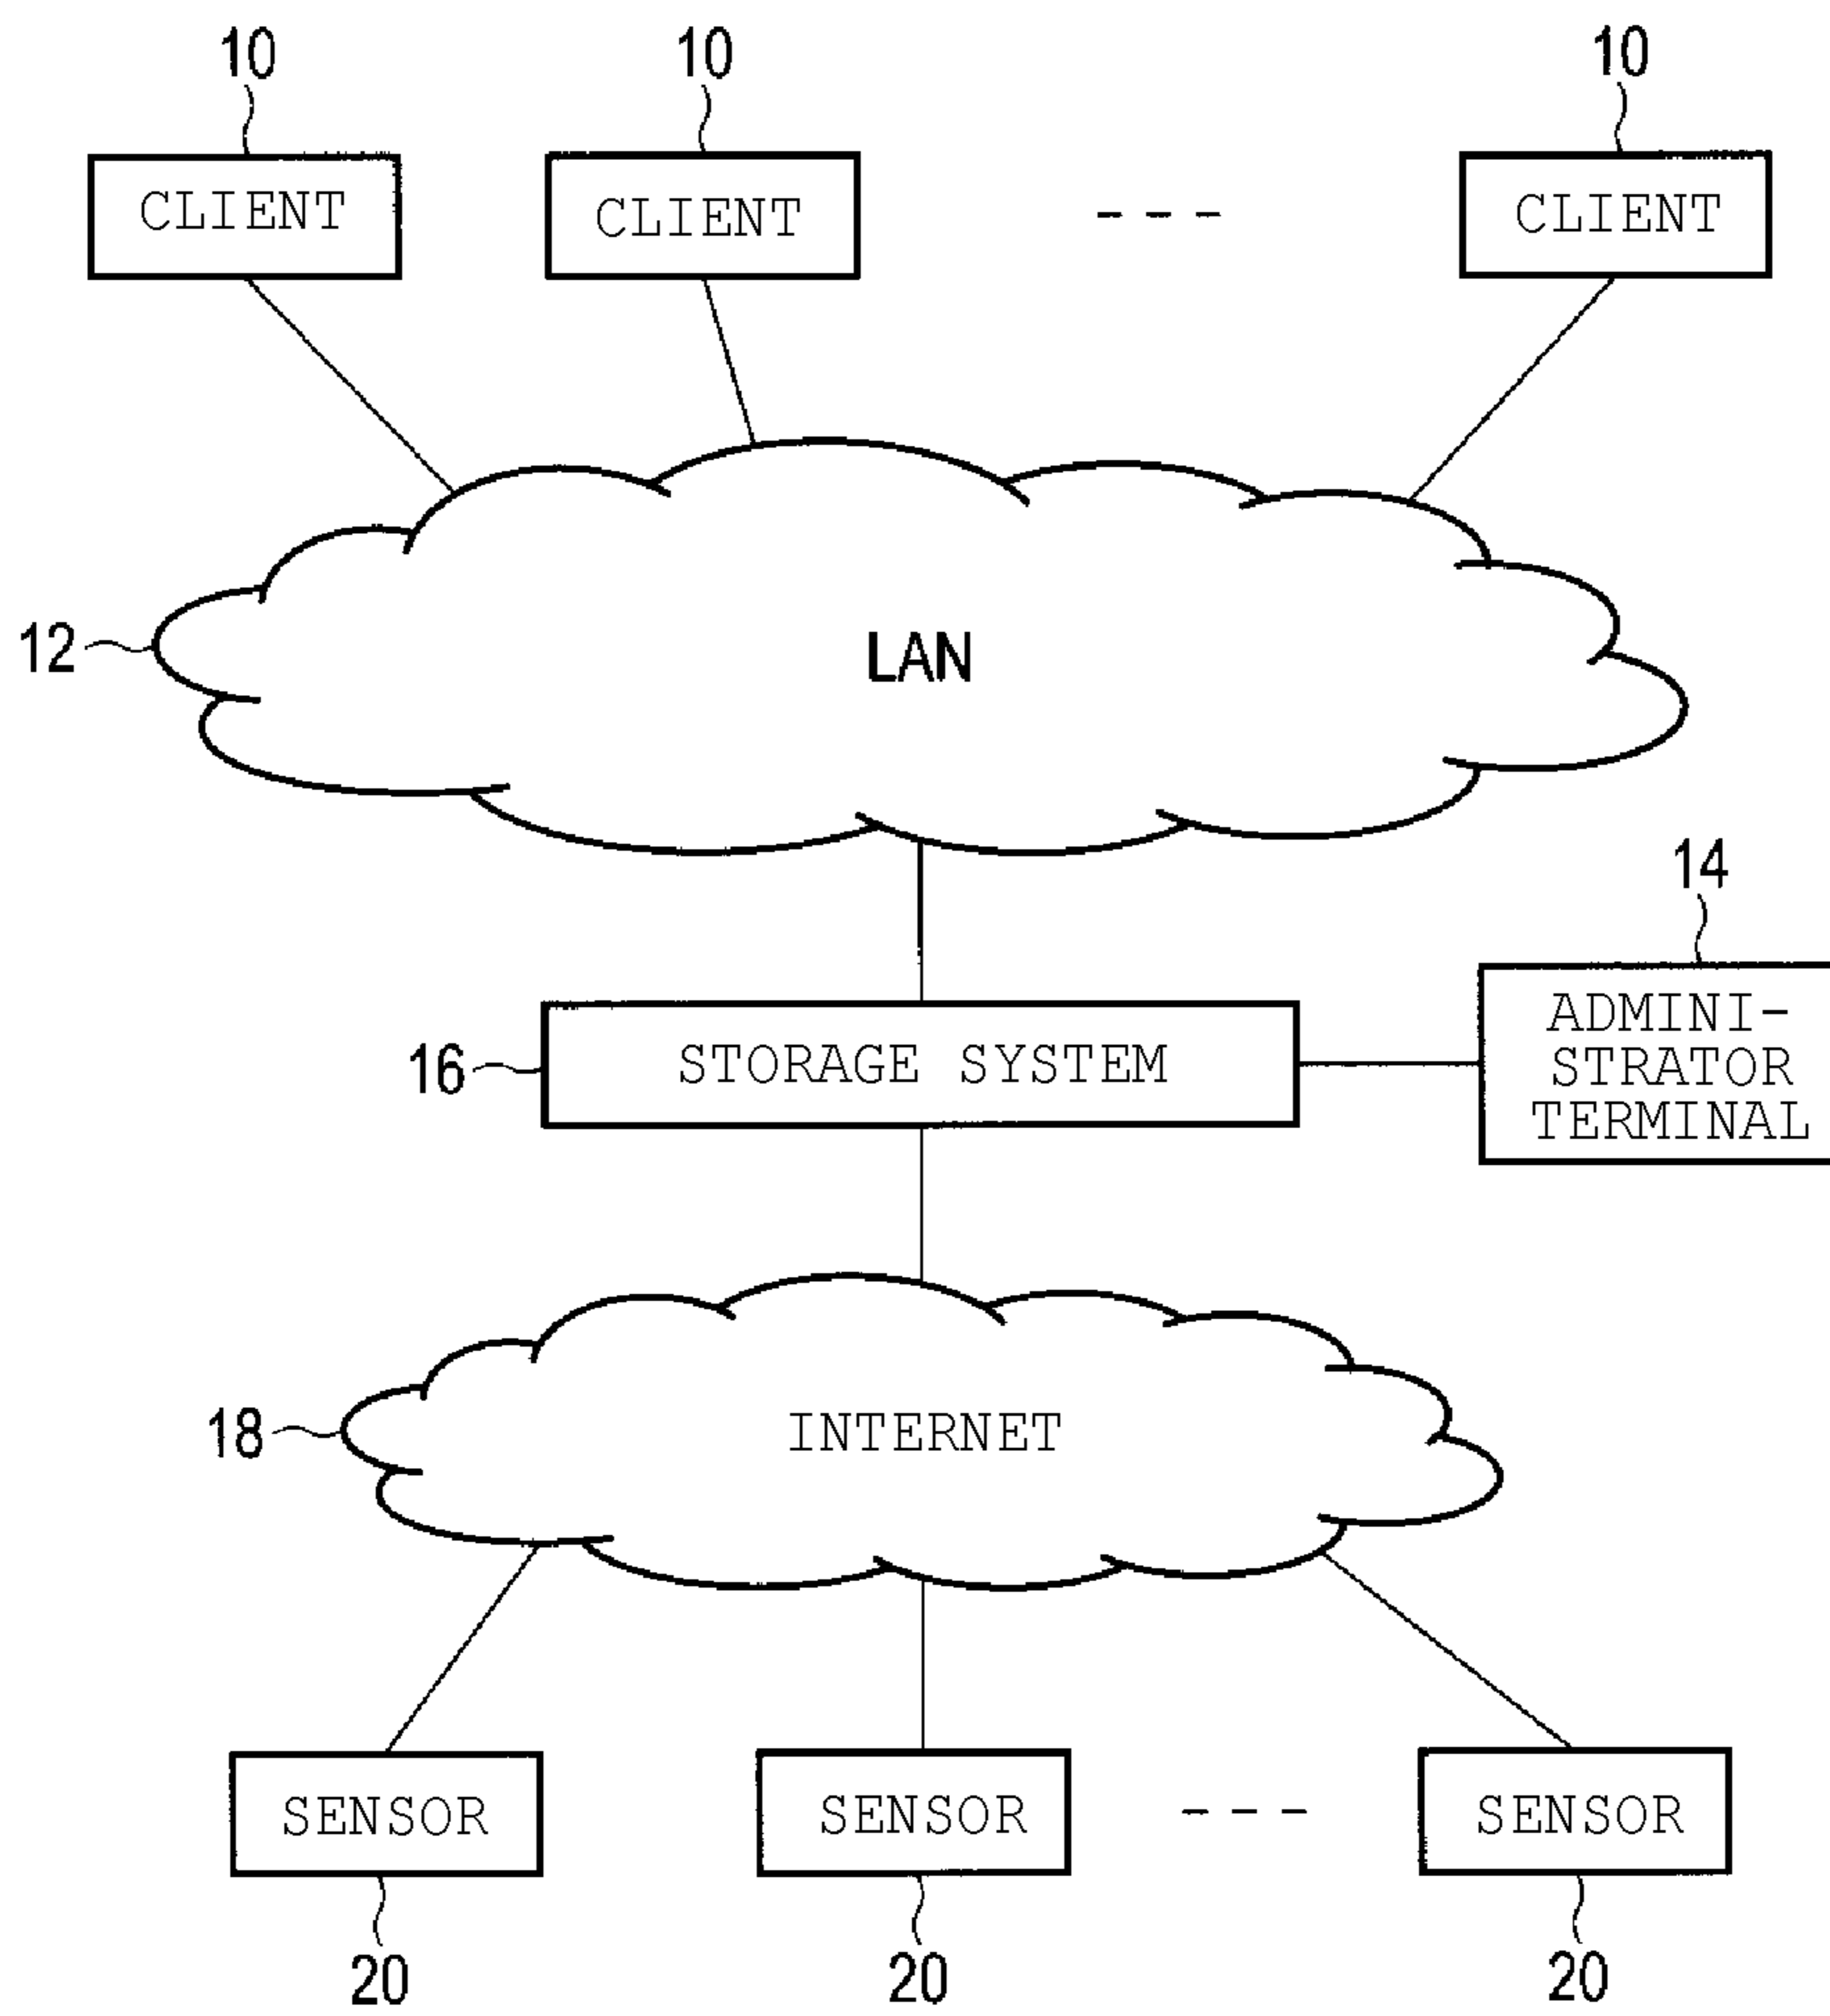 10 10 10
CLIENT CLIENT --- CLIENT
12 LAN
14
16 STORAGE SYSTEM
ADMINI-
STRATOR
TERMINAL
18 INTERNET
SENSOR SENSOR --- SENSOR
20 20 20